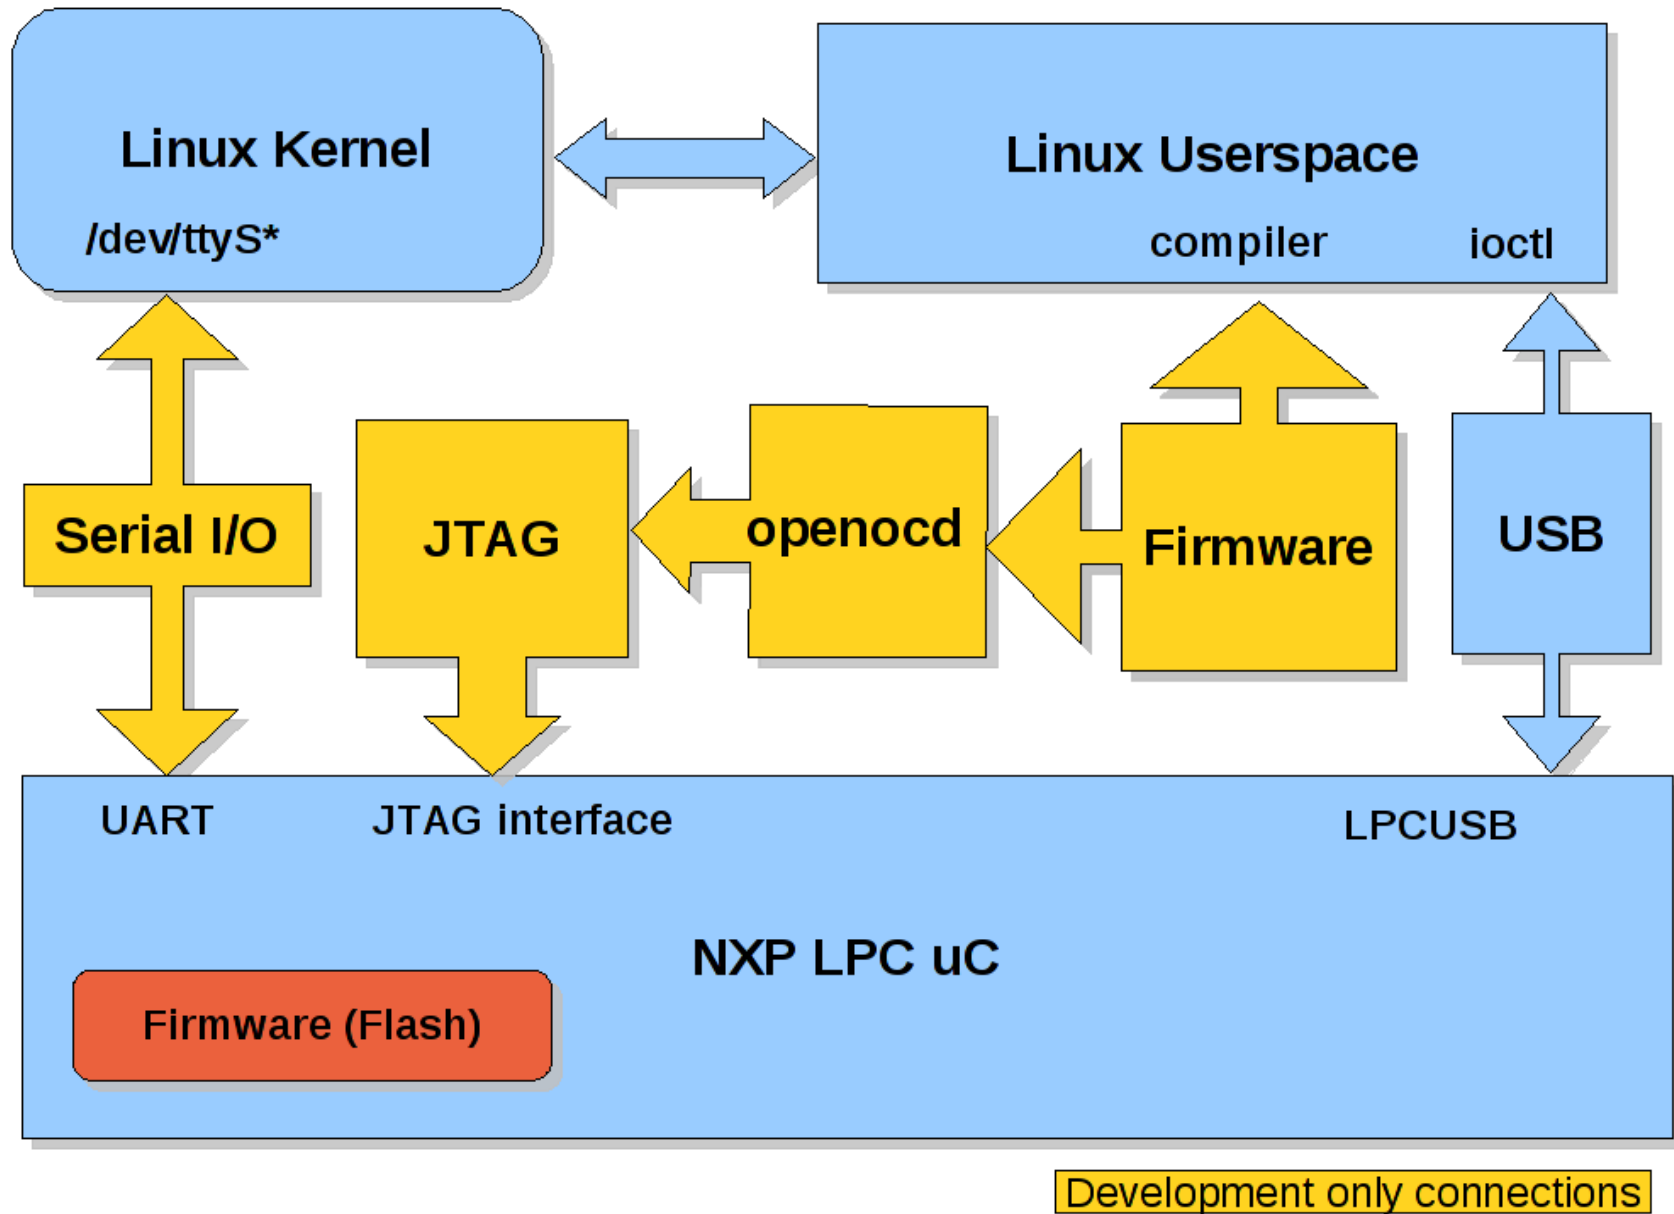 Linux Kernel
/dev/ttyS*
Linux Userspace
compiler
ioctl
Serial I/O
JTAG
openocd
Firmware
USB
UART
JTAG interface
LPCUSB
NXP LPC uC
Firmware (Flash)
Development only connections